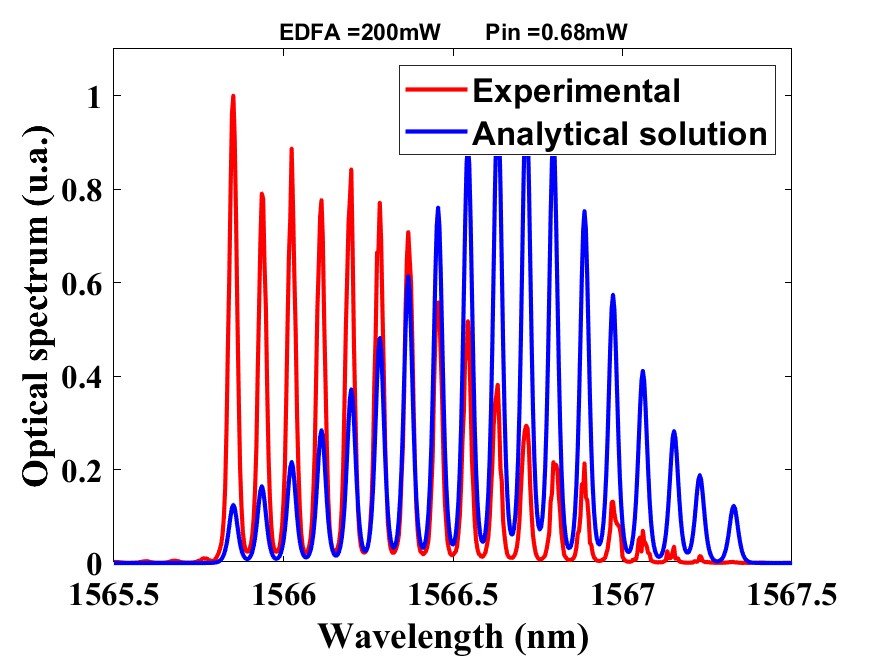 EDFA =200mW Pin =0.68mW
Experimental
Analytical solution
Optical spectrum (u.a.)
1
0.8
0.6
0.4
0.2
0
1565.5 1566 1566.5 1567 1567.5
Wavelength (nm)